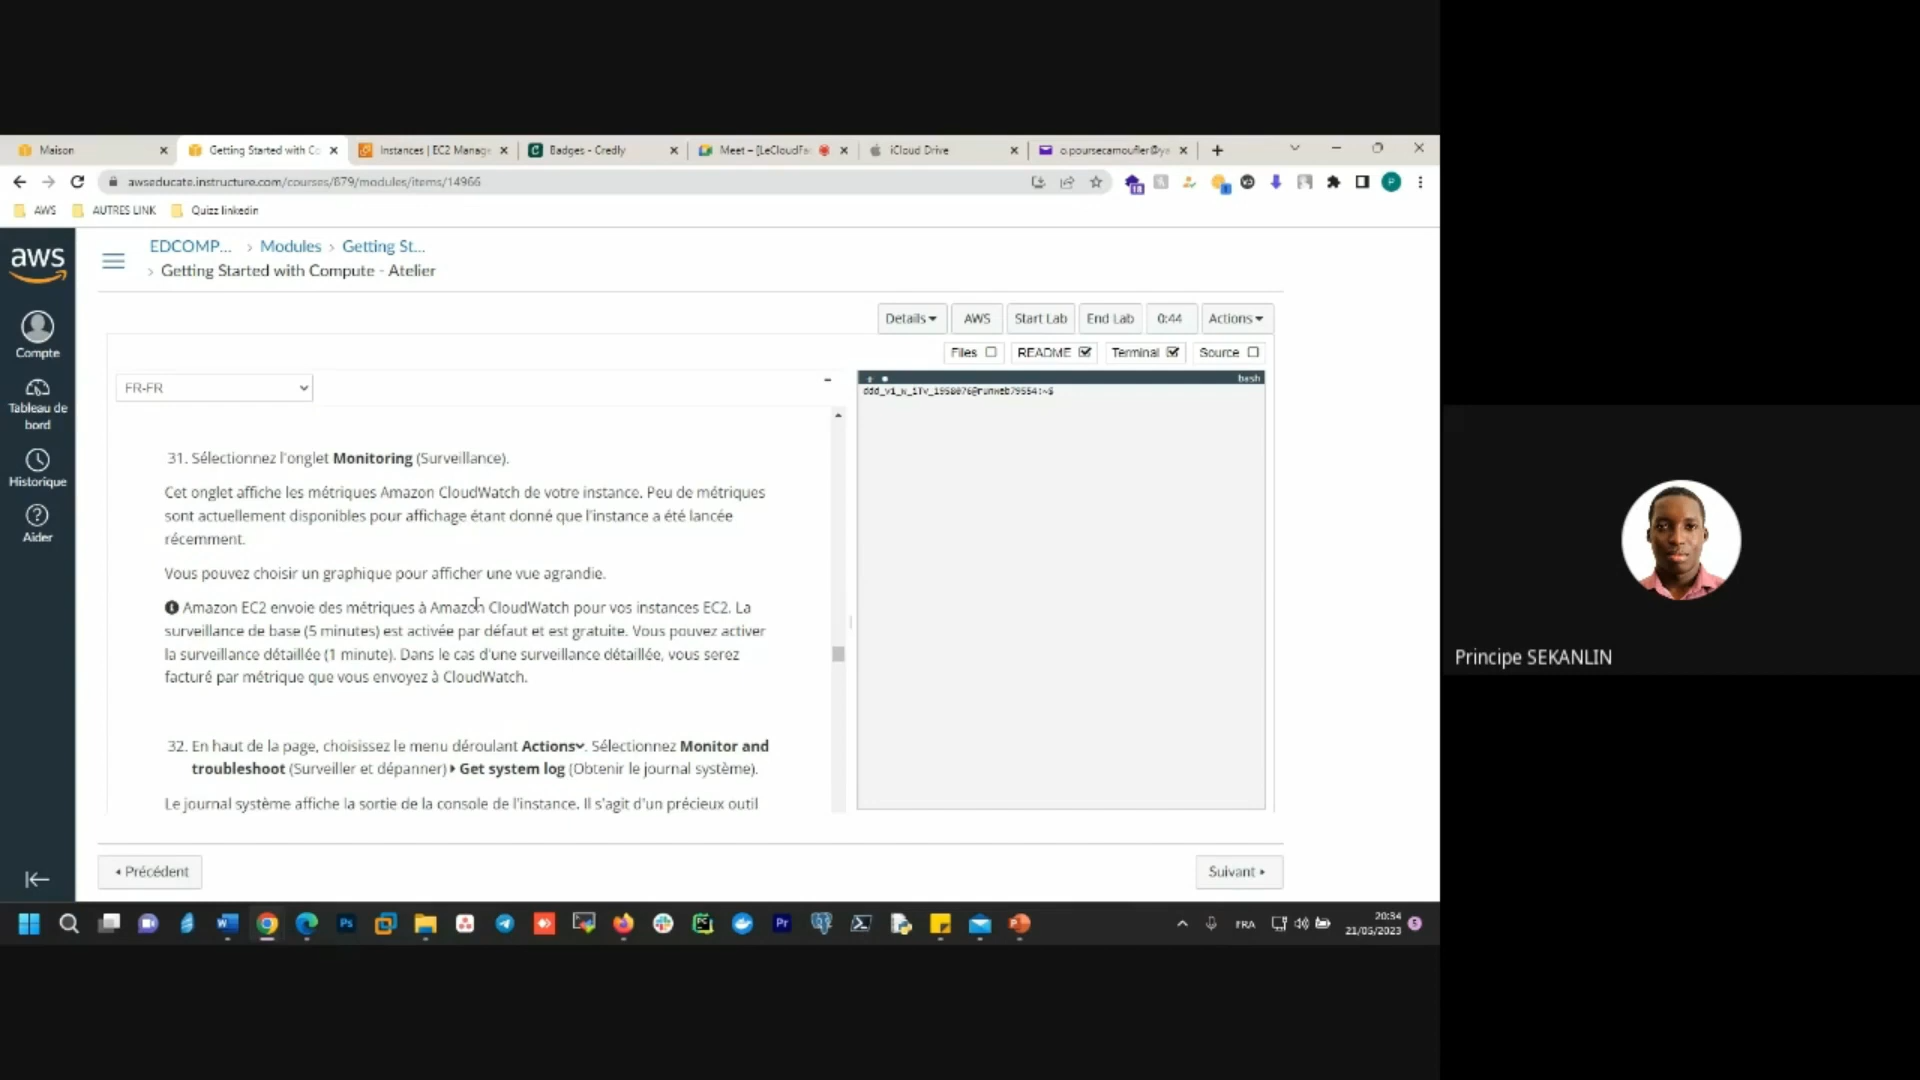 Maison
Getting Started with Co
Instances | EC2 Manage
Badges - Credly
Meet – [LeCloudFa
iCloud Drive
o.poursecamoufler@ya
awseducate.instructure.com/courses/879/modules/items/14966
AWS
AUTRES LINK
Quizz linkedin
aws
EDCOMP... > Modules > Getting St...
> Getting Started with Compute - Atelier
Compte
Tableau de
bord
Historique
Aider
Details AWS Start Lab End Lab 0:44 Actions
Files README Terminal Source
FR-FR
bash
31. Sélectionnez l'onglet Monitoring (Surveillance).
Cet onglet affiche les métriques Amazon CloudWatch de votre instance. Peu de métriques
sont actuellement disponibles pour affichage étant donné que l'instance a été lancée
récemment.
Vous pouvez choisir un graphique pour afficher une vue agrandie.
Amazon EC2 envoie des métriques à Amazon CloudWatch pour vos instances EC2. La
surveillance de base (5 minutes) est activée par défaut et est gratuite. Vous pouvez activer
la surveillance détaillée (1 minute). Dans le cas d'une surveillance détaillée, vous serez
facturé par métrique que vous envoyez à CloudWatch.
32. En haut de la page, choisissez le menu déroulant Actions. Sélectionnez Monitor and
troubleshoot (Surveiller et dépanner) Get system log (Obtenir le journal système).
Le journal système affiche la sortie de la console de l'instance. Il s'agit d'un précieux outil
Précédent
Suivant
FRA
20:34
21/05/2023
Principe SEKANLIN